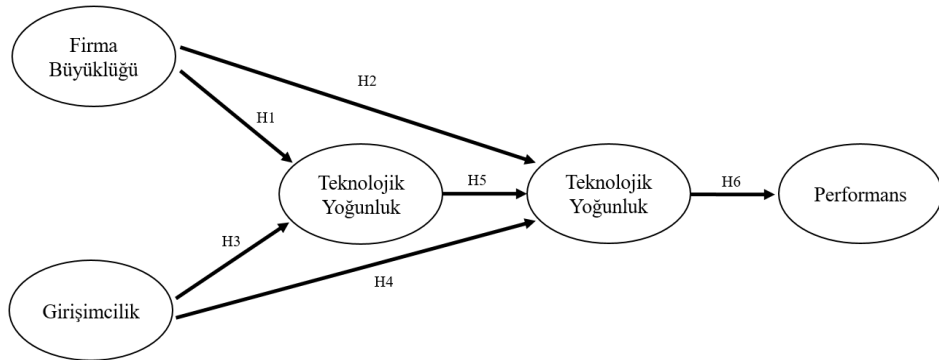 Firma
Büyüklüğü
H2
H1
Teknolojik
Yoğunluk
H5
Teknolojik
Yoğunluk
H6
Performans
H3
H4
Girişimcilik